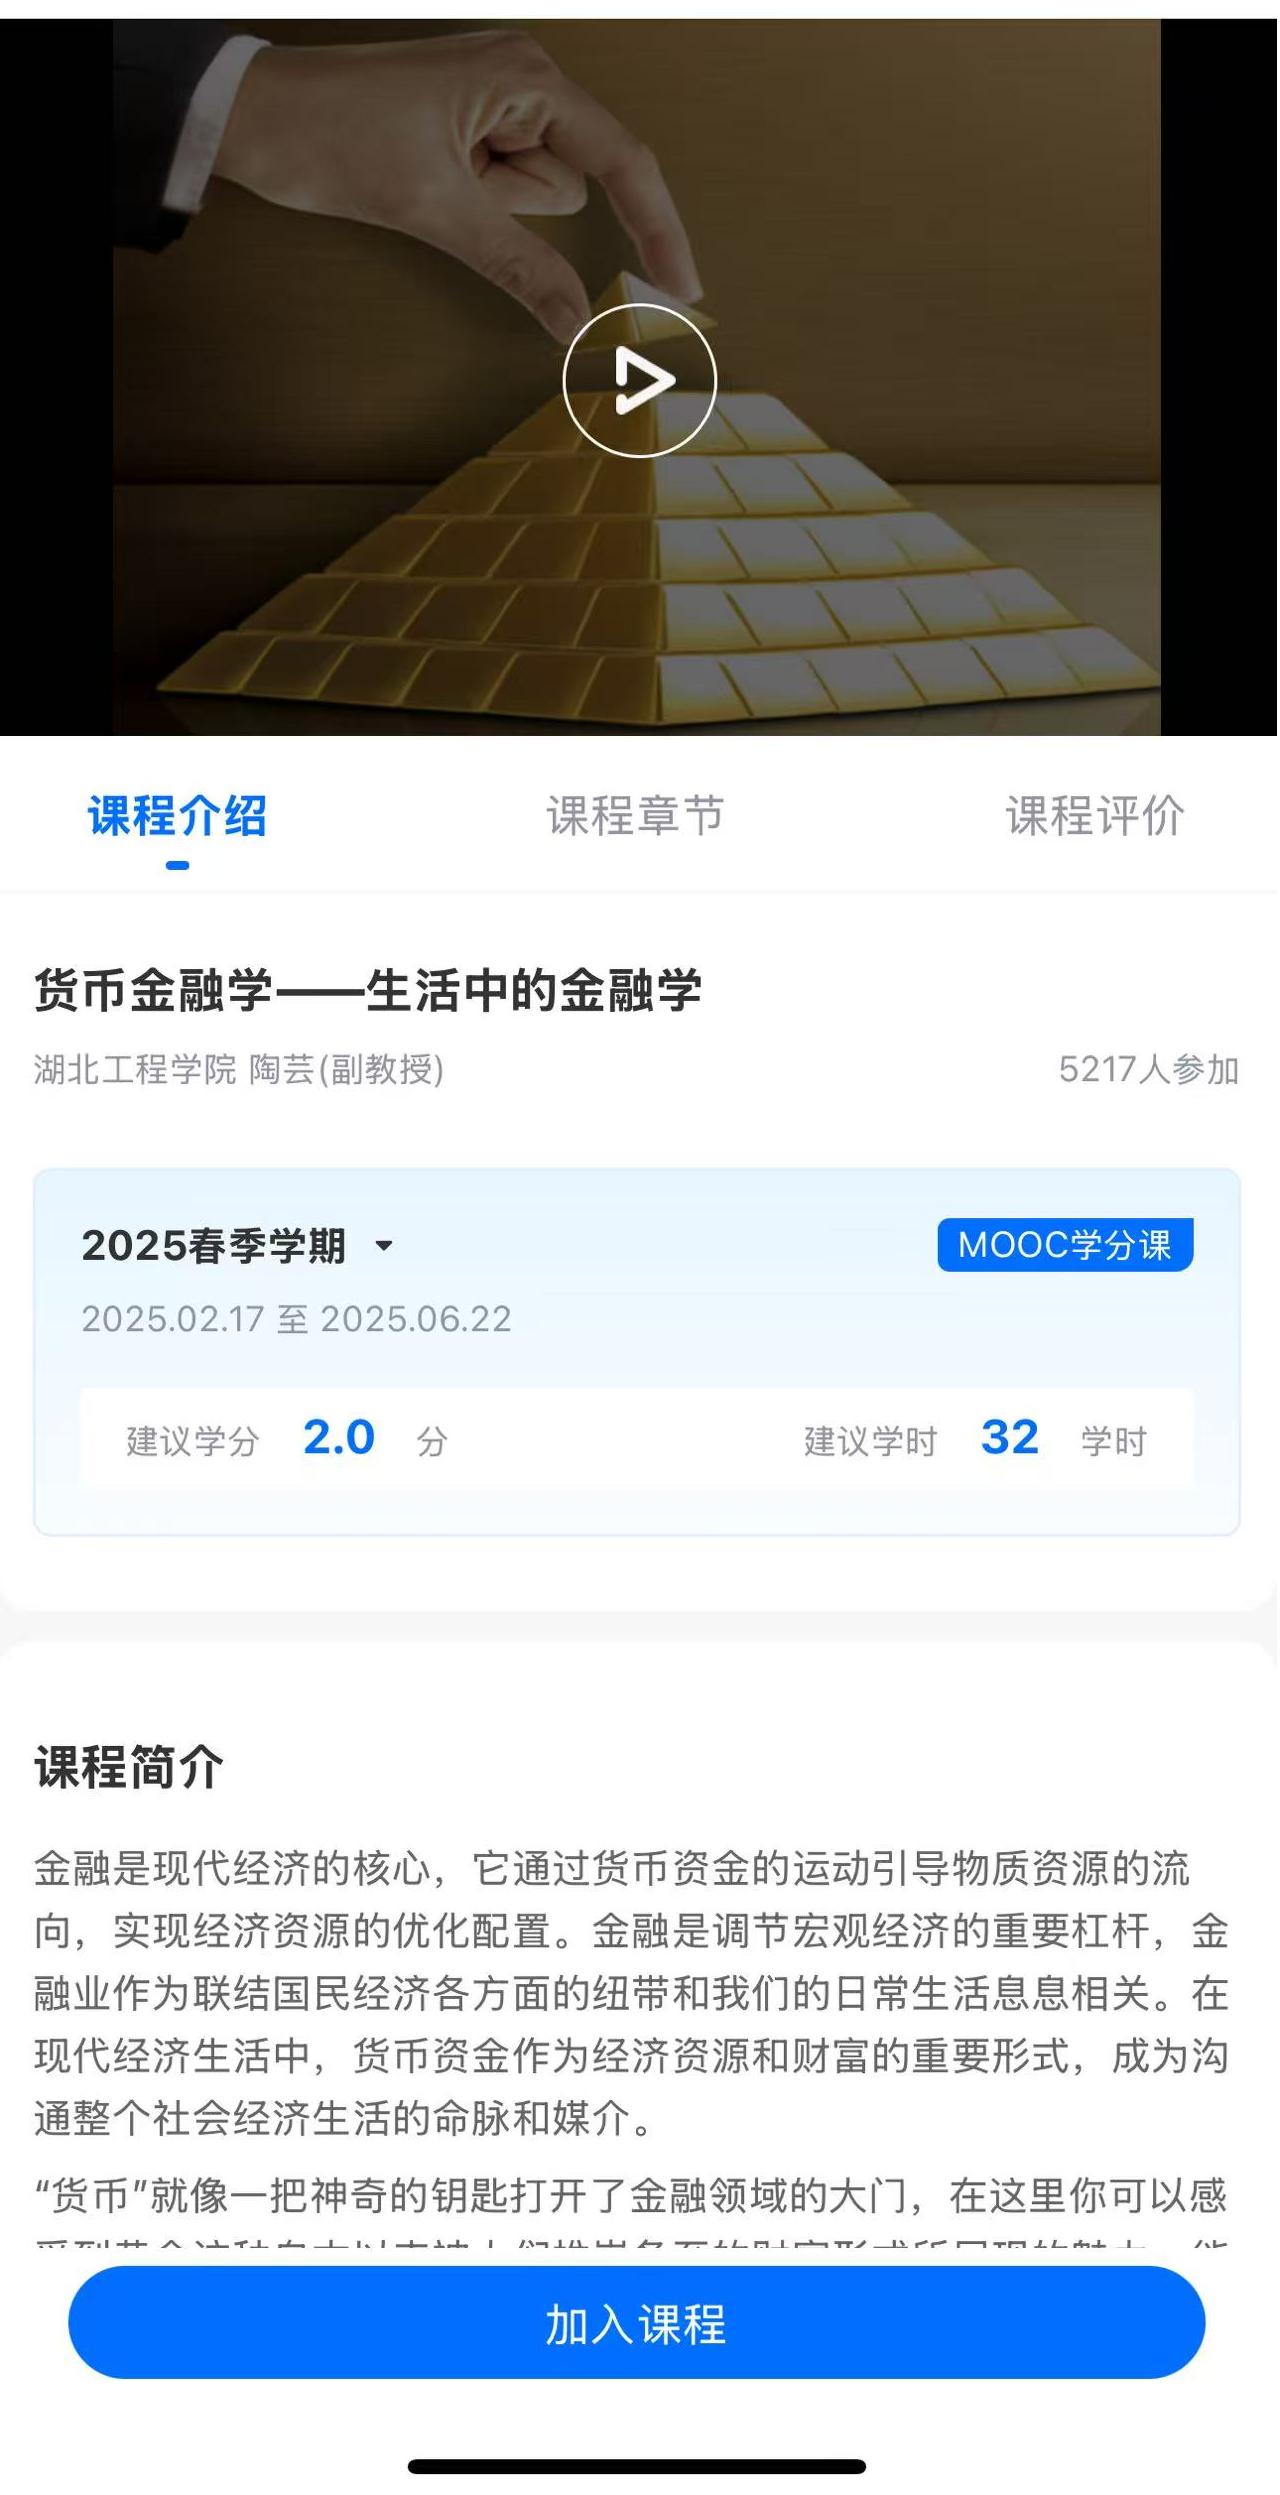 课程介绍 课程章节 课程评价
货币金融学——生活中的金融学
湖北工程学院 陶芸(副教授) 5217人参加
2025春季学期 MOOC学分课
2025.02.17 至 2025.06.22
建议学分 2.0 分 建议学时 32 学时
课程简介
金融是现代经济的核心，它通过货币资金的运动引导物质资源的流
向，实现经济资源的优化配置。金融是调节宏观经济的重要杠杆，金
融业作为联结国民经济各方面的纽带和我们的日常生活息息相关。在
现代经济生活中，货币资金作为经济资源和财富的重要形式，成为沟
通整个社会经济生活的命脉和媒介。
“货币”就像一把神奇的钥匙打开了金融领域的大门，在这里你可以感
加入课程